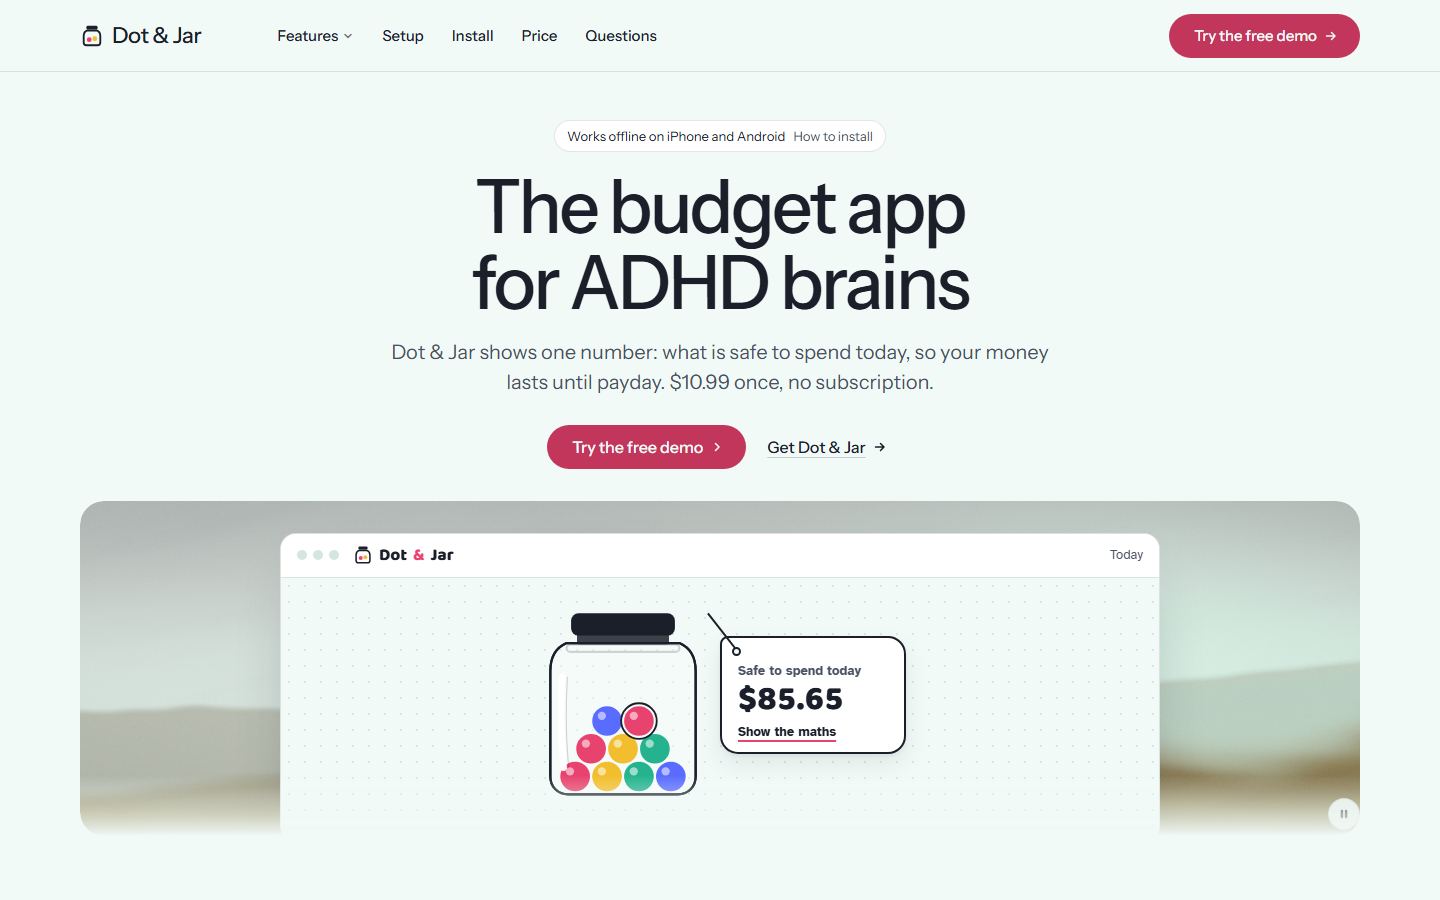 Dot & Jar
Features
Setup
Install
Price
Questions
Try the free demo →
Works offline on iPhone and Android How to install
The budget app
for ADHD brains
Dot & Jar shows one number: what is safe to spend today, so your money
lasts until payday. $10.99 once, no subscription.
Try the free demo
Get Dot & Jar →
Dot & Jar
Today
Safe to spend today
$85.65
Show the maths